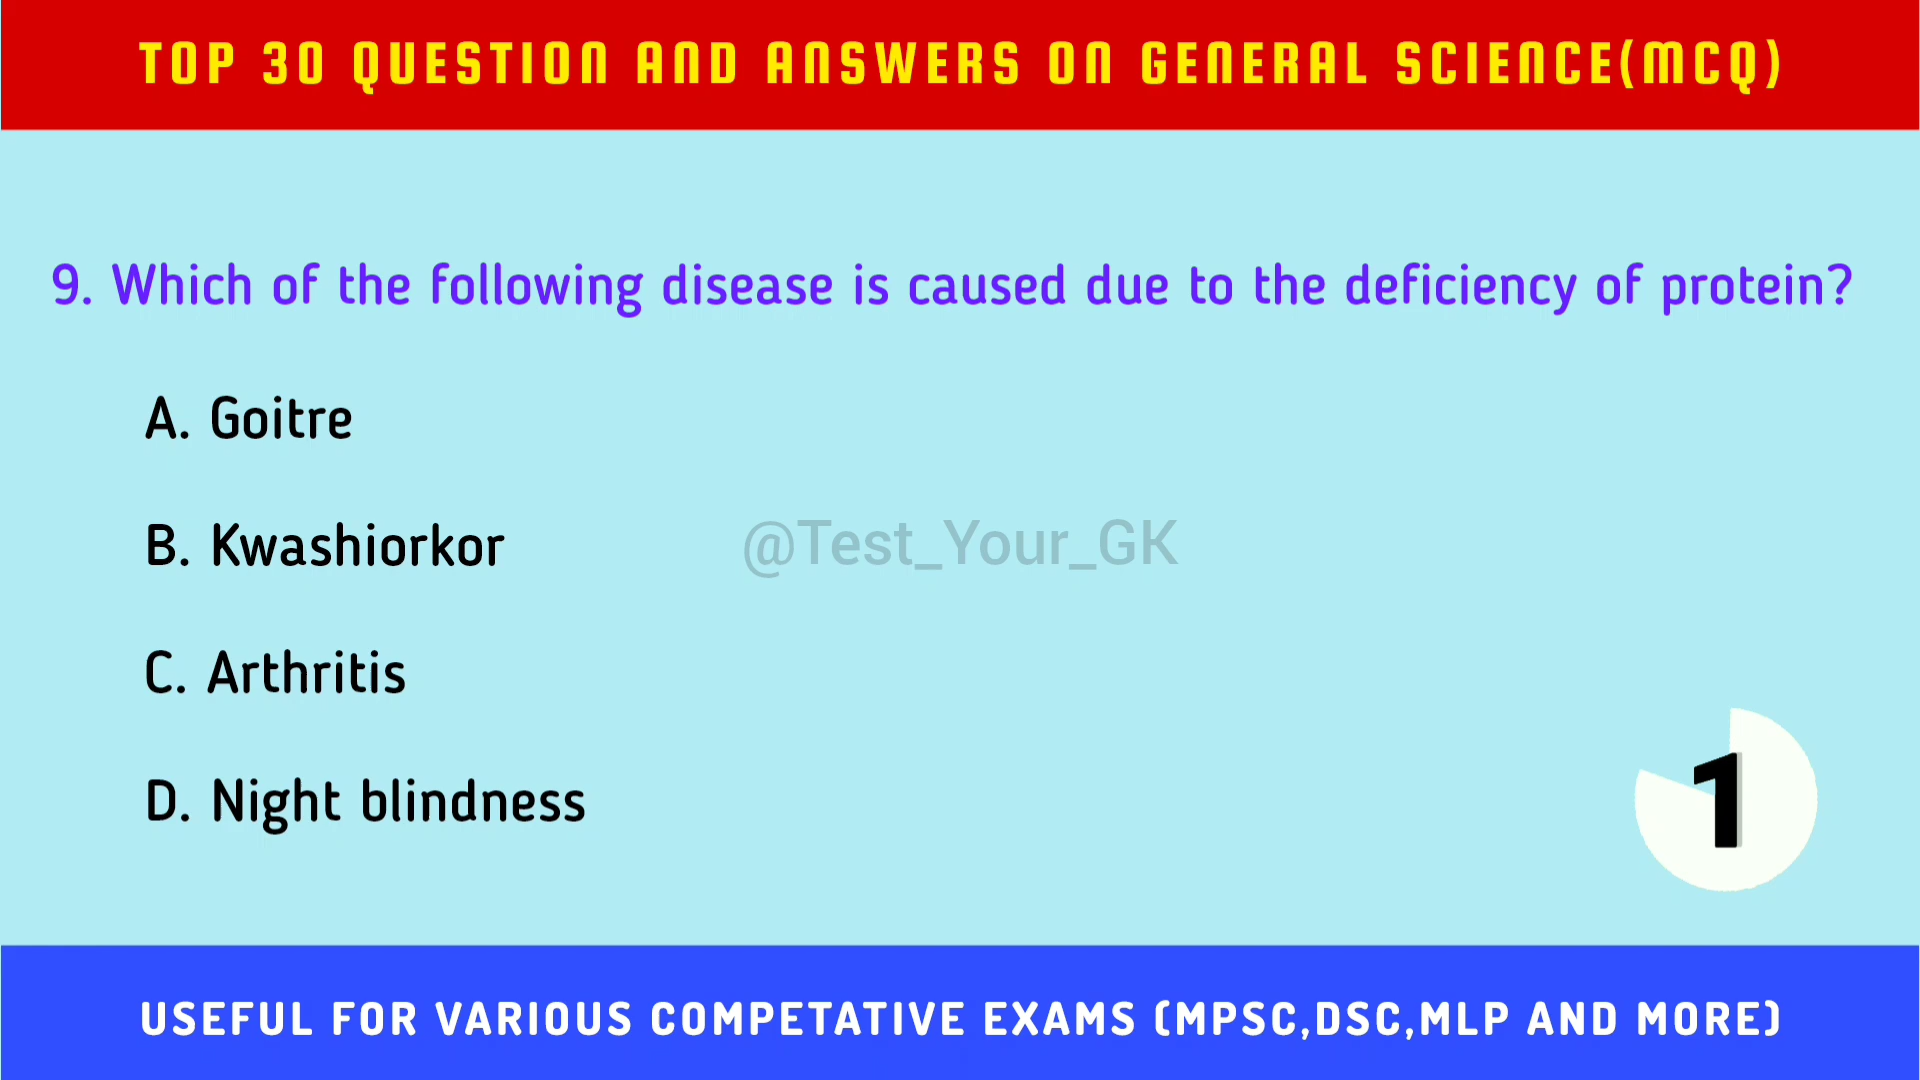 TOP 30 QUESTION AND ANSWERS ON GENERAL SCIENCE(MCQ)
9. Which of the following disease is caused due to the deficiency of protein?
A. Goitre
B. Kwashiorkor
@Test_Your_GK
C. Arthritis
D. Night blindness
1
USEFUL FOR VARIOUS COMPETATIVE EXAMS (MPSC,DSC,MLP AND MORE)